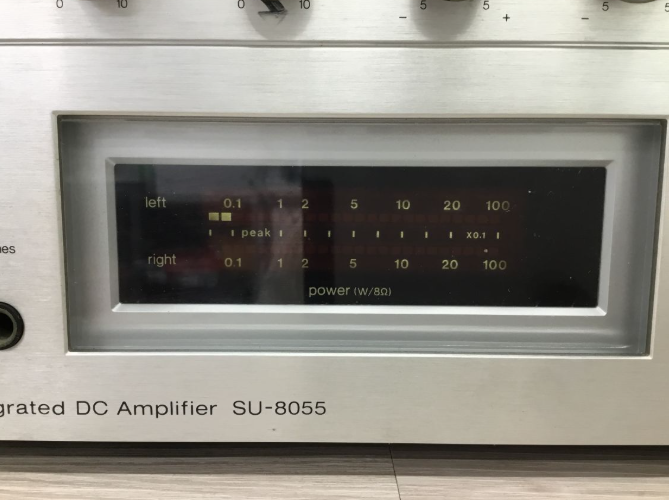 0 10 0 10 − 5 5 + − 5 5
left 0.1 1 2 5 10 20 100
peak X0.1
right 0.1 1 2 5 10 20 100
power (W/8Ω)
nes
grated DC Amplifier SU-8055